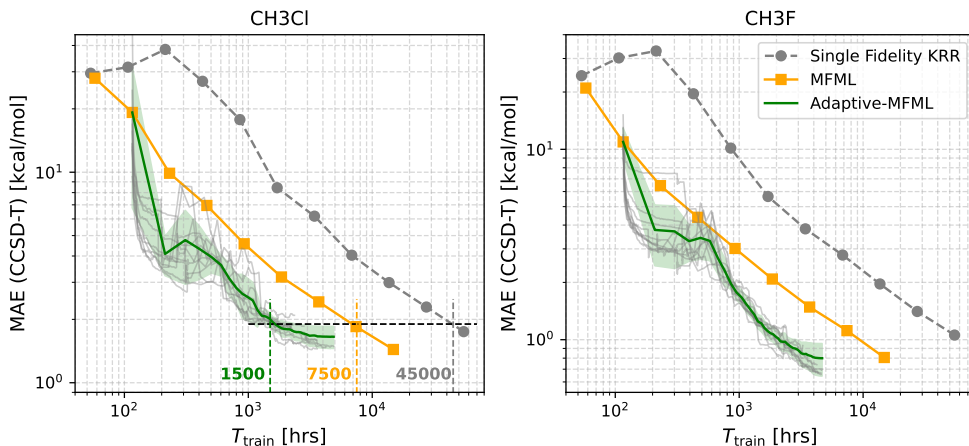 CH3Cl
MAE (CCSD-T) [kcal/mol]
10¹
10⁰
1500
7500
45000
10²
10³
10⁴
T_train [hrs]
CH3F
Single Fidelity KRR
MFML
Adaptive-MFML
MAE (CCSD-T) [kcal/mol]
10¹
10⁰
10²
10³
10⁴
T_train [hrs]